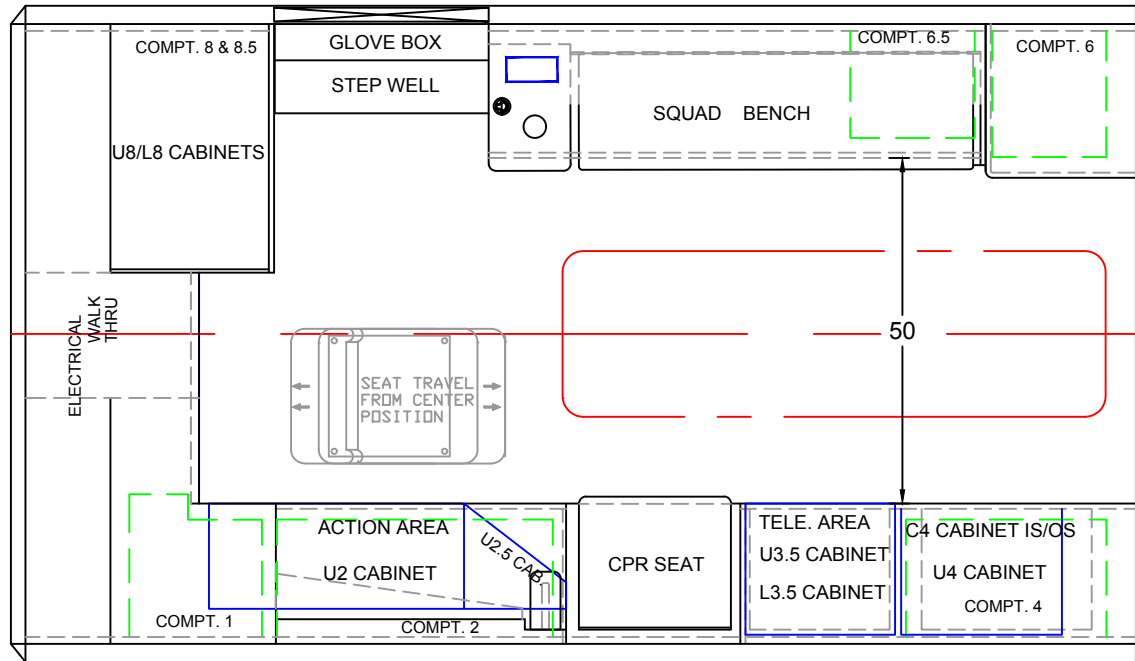 COMPT. 8 & 8.5
GLOVE BOX
STEP WELL
COMPT. 6.5
COMPT. 6
SQUAD BENCH
U8/L8 CABINETS
ELECTRICAL
WALK
THRU
50
SEAT TRAVEL
FROM CENTER
POSITION
ACTION AREA
U2 CABINET
U2.5 CAB.
COMPT. 1
COMPT. 2
CPR SEAT
TELE. AREA
U3.5 CABINET
L3.5 CABINET
C4 CABINET IS/OS
U4 CABINET
COMPT. 4